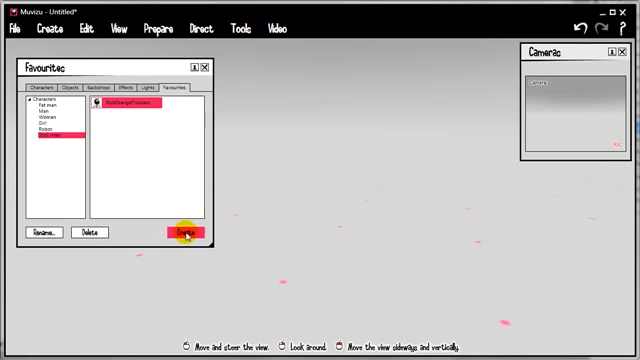 Muvizu - Untitled*
File Create Edit View Prepare Direct Tools Video
Favourites
Characters Objects Backdrops Effects Lights Favourites
Characters
Fat man
Man
Woman
Girl
Robot
Rename... Delete Create
Cameras
Camera 1
REC
Move and steer the view. Look around. Move the view sideways and vertically.